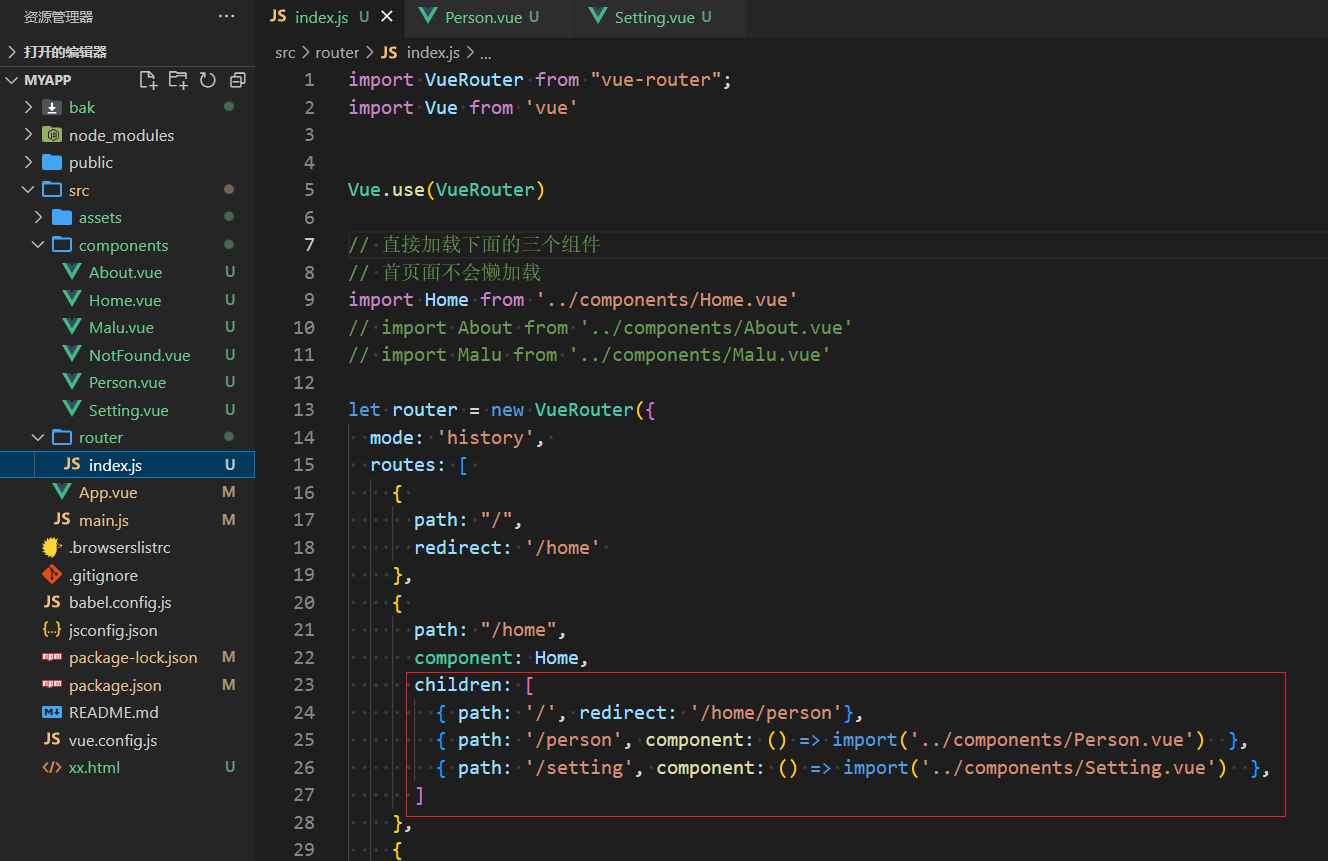 资源管理器 ···
打开的编辑器
MYAPP
bak
node_modules
public
src
assets
components
About.vue U
Home.vue U
Malu.vue U
NotFound.vue U
Person.vue U
Setting.vue U
router
JS index.js U
App.vue M
JS main.js M
.browserslistrc
.gitignore
JS babel.config.js
{..} jsconfig.json
npm package-lock.json M
npm package.json M
M README.md
JS vue.config.js
</> xx.html U
JS index.js U × Person.vue U Setting.vue U
src > router > JS index.js > ...
1 import VueRouter from "vue-router";
2 import Vue from 'vue'
3
4
5 Vue.use(VueRouter)
6
7 // 直接加载下面的三个组件
8 // 首页面不会懒加载
9 import Home from '../components/Home.vue'
10 // import About from '../components/About.vue'
11 // import Malu from '../components/Malu.vue'
12
13 let router = new VueRouter({
14 mode: 'history',
15 routes: [
16 {
17 path: "/",
18 redirect: '/home'
19 },
20 {
21 path: "/home",
22 component: Home,
23 children: [
24 { path: '/', redirect: '/home/person'},
25 { path: '/person', component: () => import('../components/Person.vue') },
26 { path: '/setting', component: () => import('../components/Setting.vue') },
27 ]
28 },
29 {